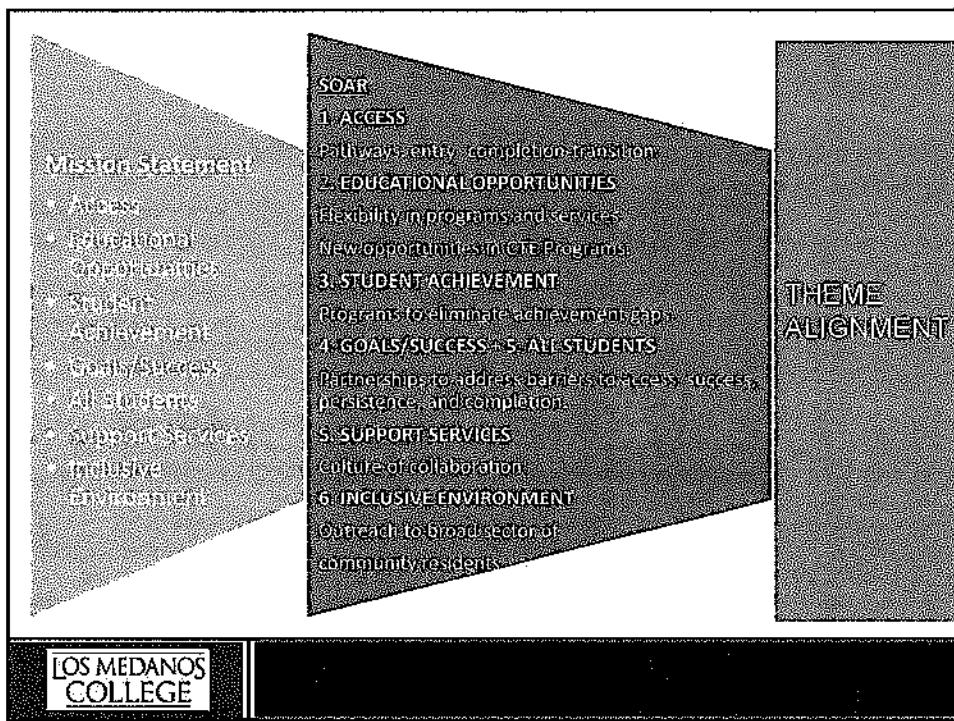 Mission Statement
• Access
• Educational
Opportunities
• Student
Achievement
• Goals/Success
• All Students
• Support Services
• Inclusive
Environment
SOAR
1. ACCESS
Pathways: entry- completion-transition
2. EDUCATIONAL OPPORTUNITIES
Flexibility in programs and services
New opportunities in CTE Programs
3. STUDENT ACHIEVEMENT
Programs to eliminate achievement gaps
4. GOALS/SUCCESS + 5. ALL STUDENTS
Partnerships to address barriers to access, success,
persistence, and completion.
5. SUPPORT SERVICES
Culture of collaboration
6. INCLUSIVE ENVIRONMENT
Outreach to broad sector of
community residents
THEME
ALIGNMENT
LOS MEDANOS
COLLEGE